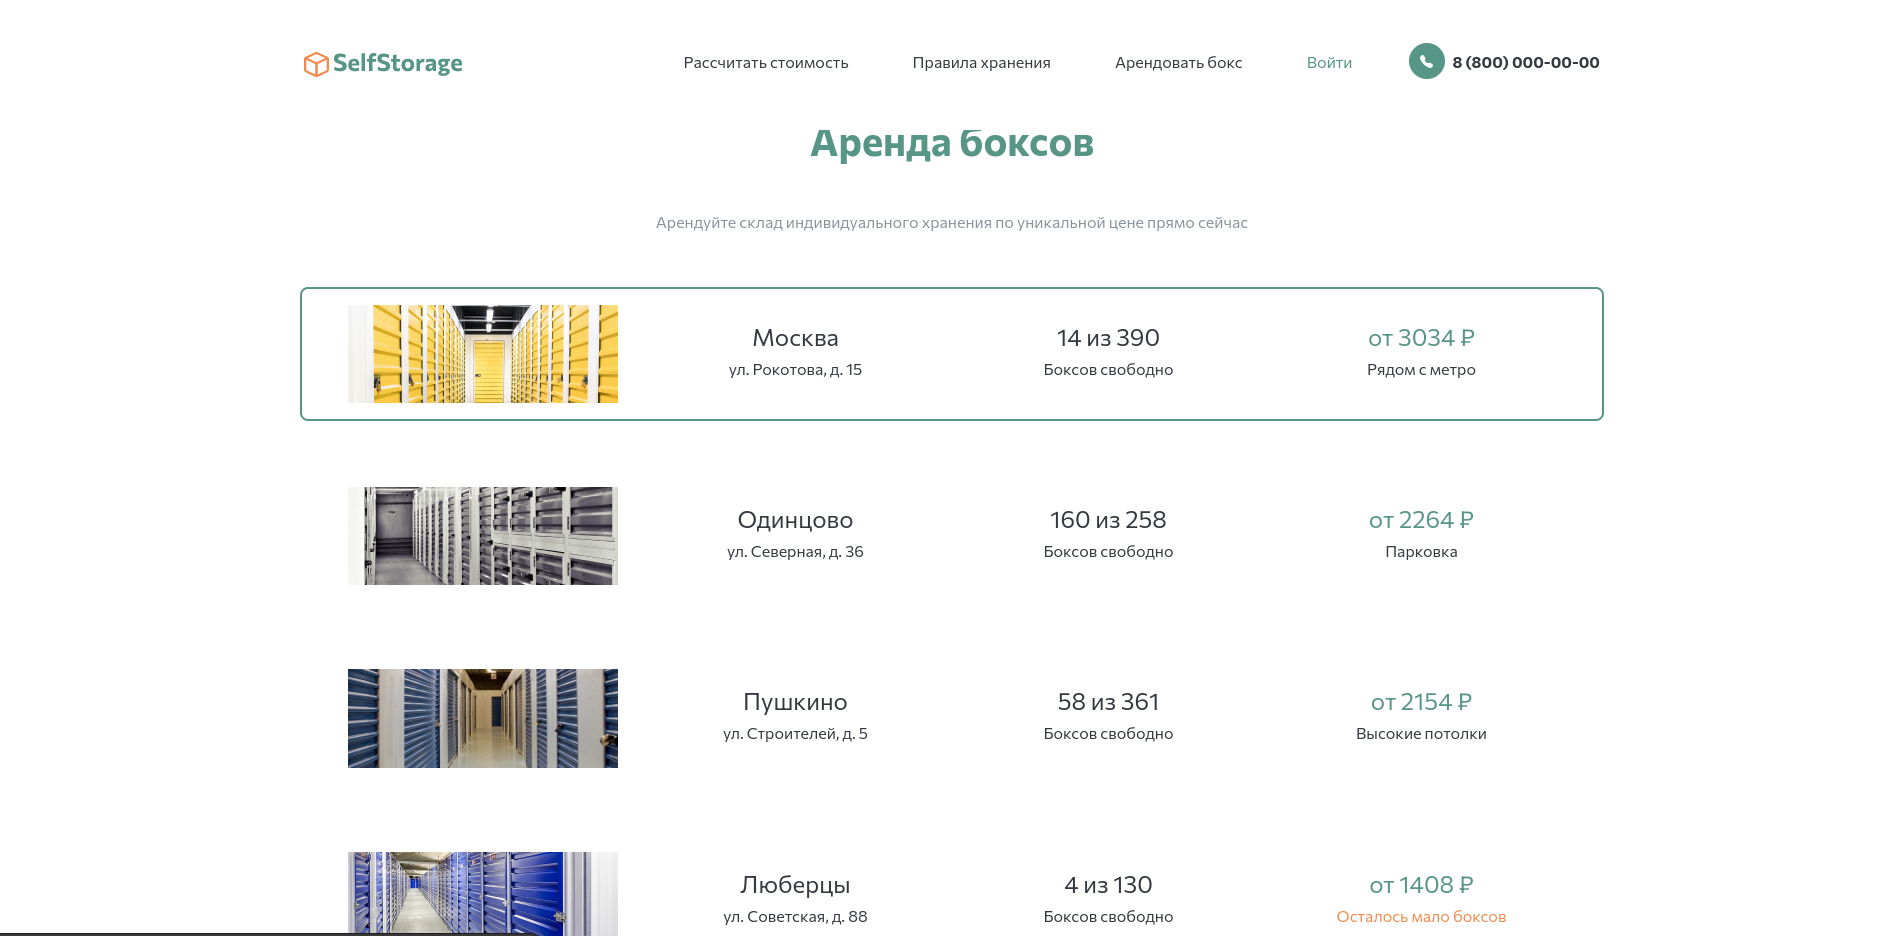 SelfStorage
Рассчитать стоимость
Правила хранения
Арендовать бокс
Войти
8 (800) 000-00-00
Аренда боксов
Арендуйте склад индивидуального хранения по уникальной цене прямо сейчас
Москва
ул. Рокотова, д. 15
14 из 390
Боксов свободно
от 3034 ₽
Рядом с метро
Одинцово
ул. Северная, д. 36
160 из 258
Боксов свободно
от 2264 ₽
Парковка
Пушкино
ул. Строителей, д. 5
58 из 361
Боксов свободно
от 2154 ₽
Высокие потолки
Люберцы
ул. Советская, д. 88
4 из 130
Боксов свободно
от 1408 ₽
Осталось мало боксов